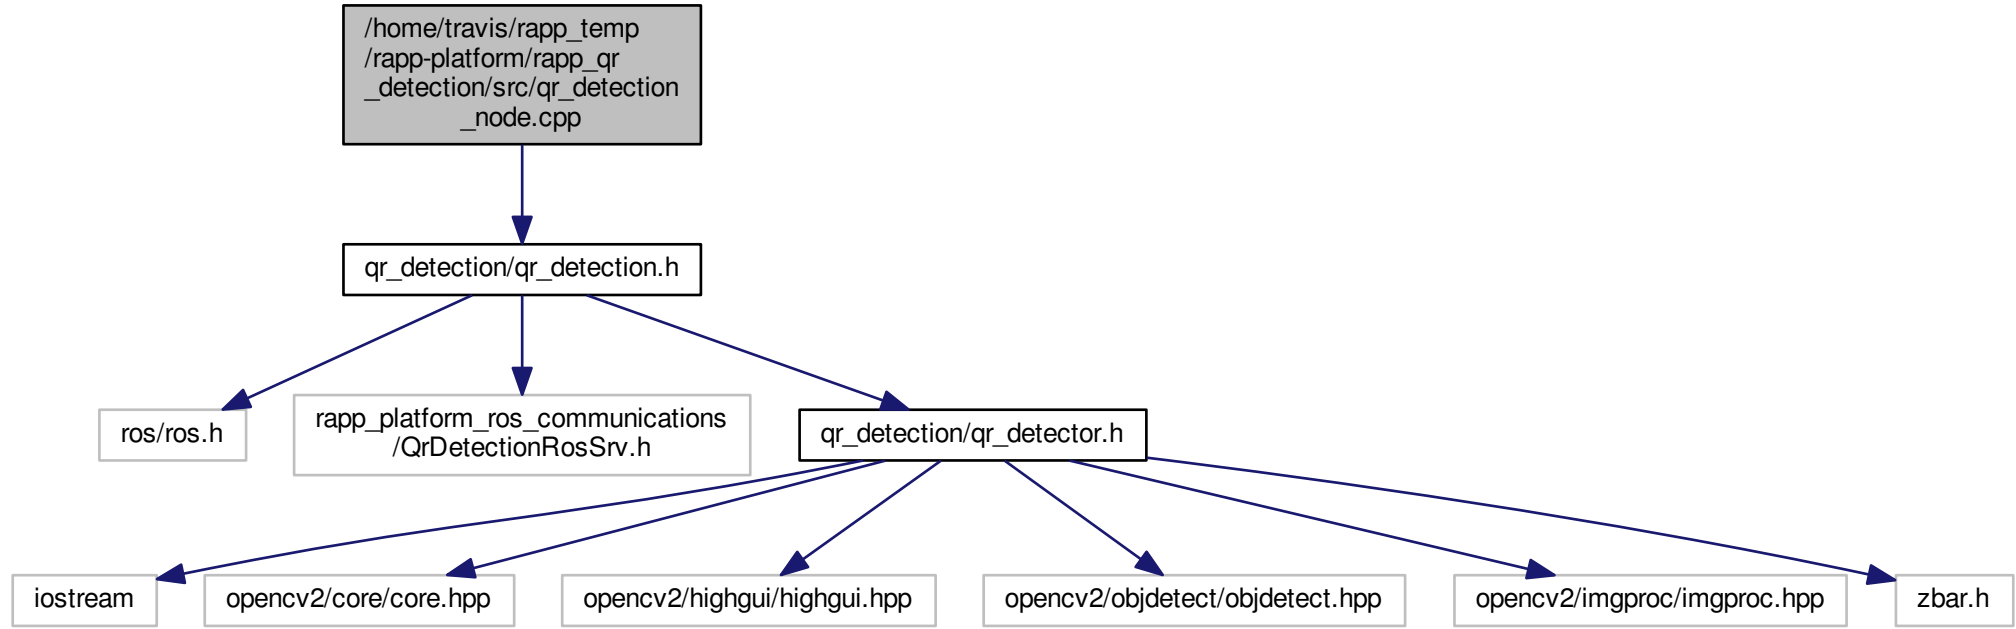 /home/travis/rapp_temp
/rapp-platform/rapp_qr
_detection/src/qr_detection
_node.cpp
qr_detection/qr_detection.h
ros/ros.h
rapp_platform_ros_communications
/QrDetectionRosSrv.h
qr_detection/qr_detector.h
iostream
opencv2/core/core.hpp
opencv2/highgui/highgui.hpp
opencv2/objdetect/objdetect.hpp
opencv2/imgproc/imgproc.hpp
zbar.h